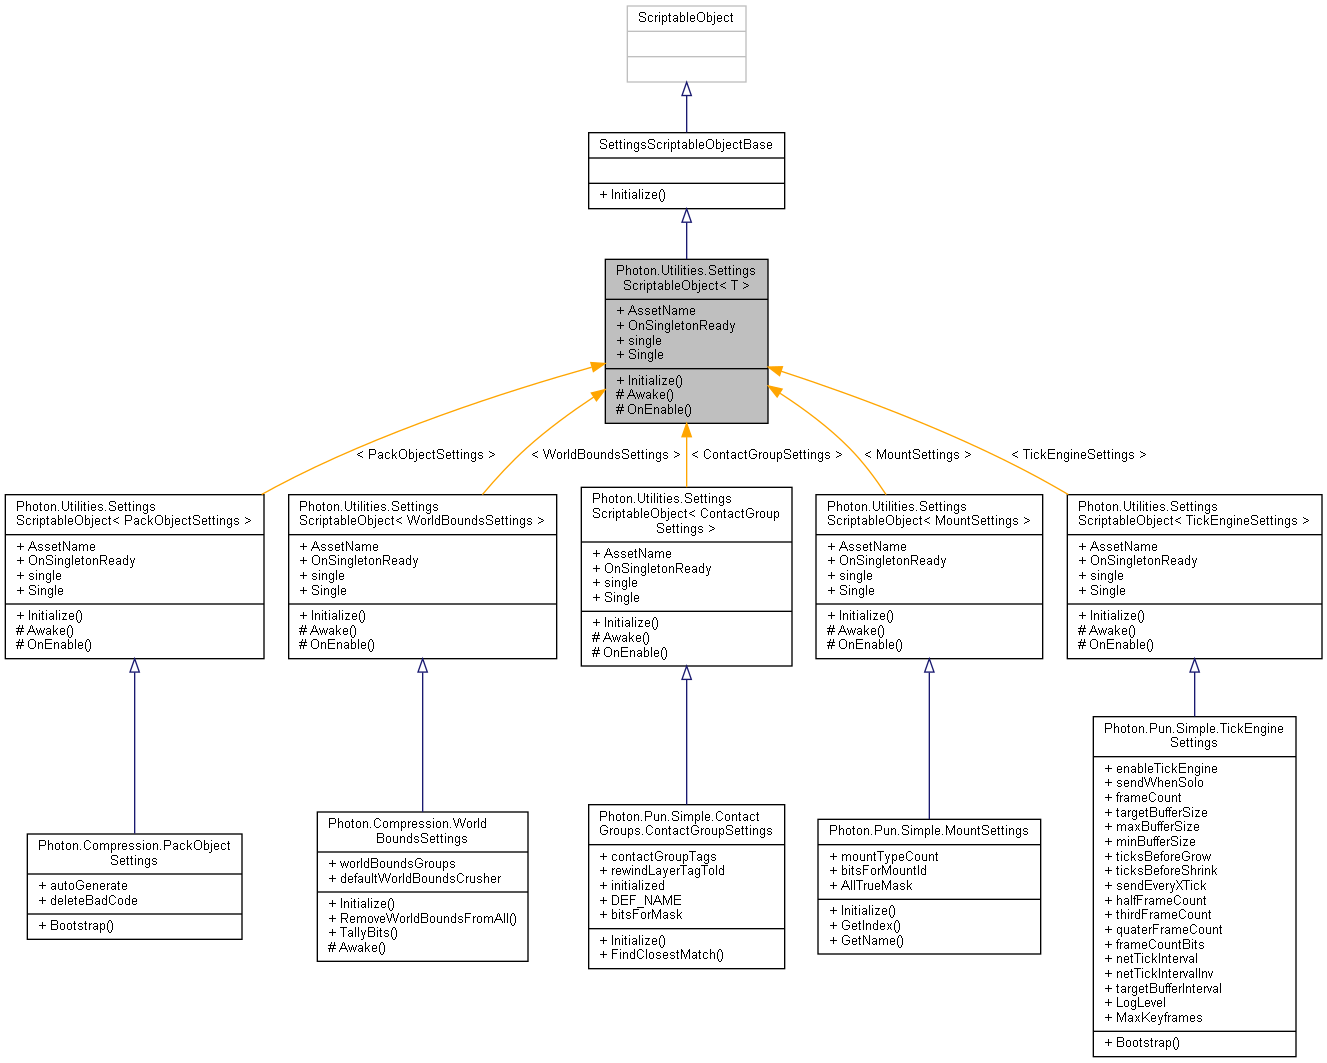 ScriptableObject
SettingsScriptableObjectBase
+ Initialize()
Photon.Utilities.Settings
ScriptableObject< T >
+ AssetName
+ OnSingletonReady
+ single
+ Single
+ Initialize()
# Awake()
# OnEnable()
< PackObjectSettings >
< WorldBoundsSettings >
< ContactGroupSettings >
< MountSettings >
< TickEngineSettings >
Photon.Utilities.Settings
ScriptableObject< PackObjectSettings >
+ AssetName
+ OnSingletonReady
+ single
+ Single
+ Initialize()
# Awake()
# OnEnable()
Photon.Utilities.Settings
ScriptableObject< WorldBoundsSettings >
+ AssetName
+ OnSingletonReady
+ single
+ Single
+ Initialize()
# Awake()
# OnEnable()
Photon.Utilities.Settings
ScriptableObject< ContactGroup
Settings >
+ AssetName
+ OnSingletonReady
+ single
+ Single
+ Initialize()
# Awake()
# OnEnable()
Photon.Utilities.Settings
ScriptableObject< MountSettings >
+ AssetName
+ OnSingletonReady
+ single
+ Single
+ Initialize()
# Awake()
# OnEnable()
Photon.Utilities.Settings
ScriptableObject< TickEngineSettings >
+ AssetName
+ OnSingletonReady
+ single
+ Single
+ Initialize()
# Awake()
# OnEnable()
Photon.Compression.PackObject
Settings
+ autoGenerate
+ deleteBadCode
+ Bootstrap()
Photon.Compression.World
BoundsSettings
+ worldBoundsGroups
+ defaultWorldBoundsCrusher
+ Initialize()
+ RemoveWorldBoundsFromAll()
+ TallyBits()
# Awake()
Photon.Pun.Simple.Contact
Groups.ContactGroupSettings
+ contactGroupTags
+ rewindLayerTagToId
+ initialized
+ DEF_NAME
+ bitsForMask
+ Initialize()
+ FindClosestMatch()
Photon.Pun.Simple.MountSettings
+ mountTypeCount
+ bitsForMountId
+ AllTrueMask
+ Initialize()
+ GetIndex()
+ GetName()
Photon.Pun.Simple.TickEngine
Settings
+ enableTickEngine
+ sendWhenSolo
+ frameCount
+ targetBufferSize
+ maxBufferSize
+ minBufferSize
+ ticksBeforeGrow
+ ticksBeforeShrink
+ sendEveryXTick
+ halfFrameCount
+ thirdFrameCount
+ quaterFrameCount
+ frameCountBits
+ netTickInterval
+ netTickIntervalInv
+ targetBufferInterval
+ LogLevel
+ MaxKeyframes
+ Bootstrap()